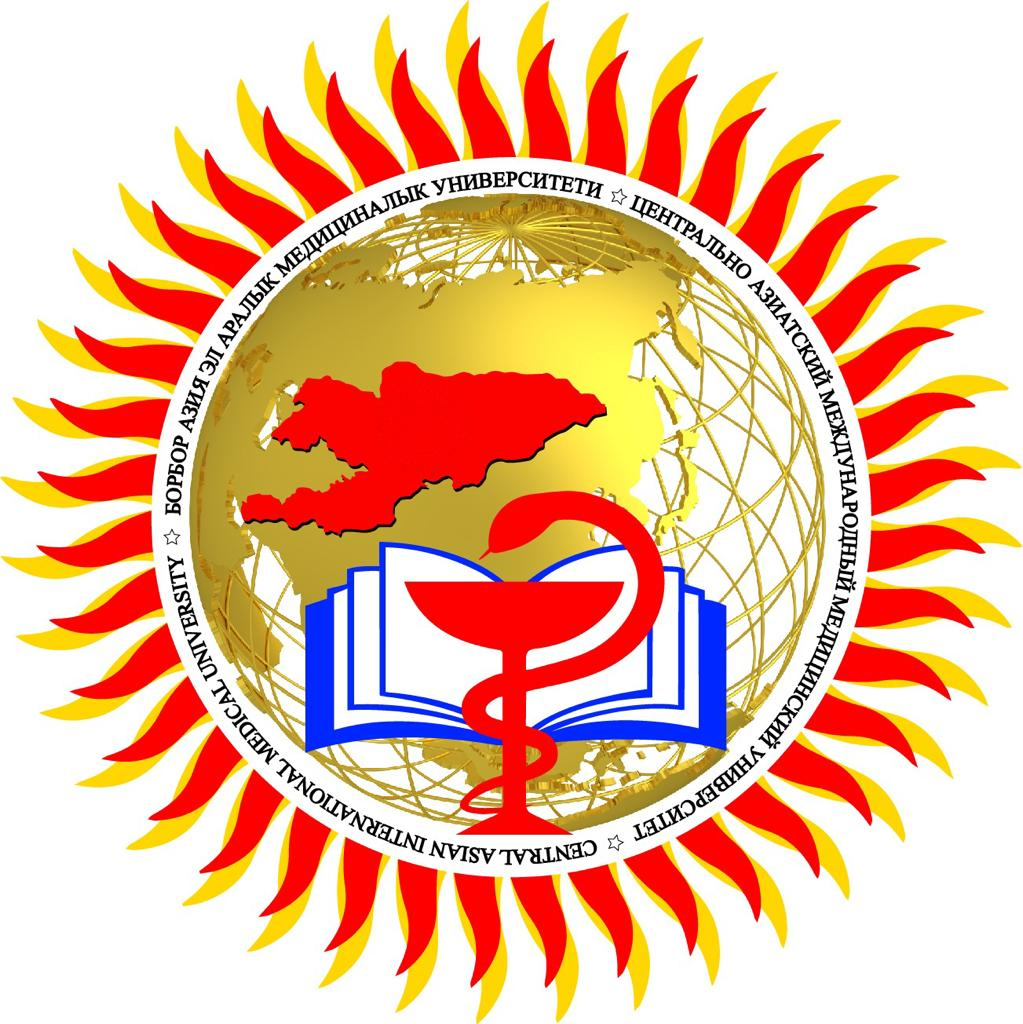 БОРБОР АЗИЯ ЭЛ АРАЛЫК МЕДИЦИНАЛЫК УНИВЕРСИТЕТИ
ЦЕНТРАЛЬНО АЗИАТСКИЙ МЕЖДУНАРОДНЫЙ МЕДИЦИНСКИЙ УНИВЕРСИТЕТ
CENTRAL ASIAN INTERNATIONAL MEDICAL UNIVERSITY